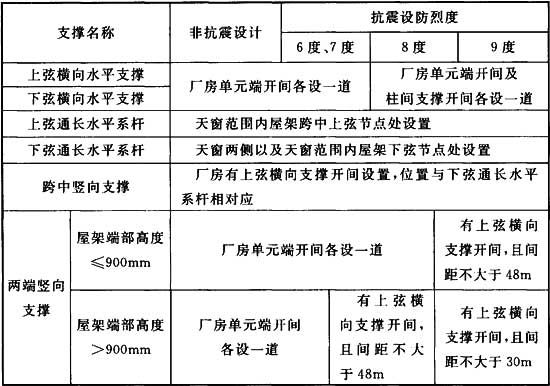 支撑名称
非抗震设计
抗震设防烈度
6度、7度
8度
9度
上弦横向水平支撑
下弦横向水平支撑
厂房单元端开间各设一道
厂房单元端开间及
柱间支撑开间各设一道
上弦通长水平系杆
天窗范围内屋架跨中上弦节点处设置
下弦通长水平系杆
天窗两侧以及天窗范围内屋架下弦节点处设置
跨中竖向支撑
厂房有上弦横向支撑开间设置，位置与下弦通长水平
系杆相对应
两端竖向
支撑
屋架端部高度
≤900mm
厂房单元端开间各设一道
有上弦横向
支撑开间，且间
距不大于48m
屋架端部高度
>900mm
厂房单元端开间
各设一道
有上弦横
向支撑开间，
且间距不大
于48m
有上弦横向
支撑开间，且间
距不大于30m